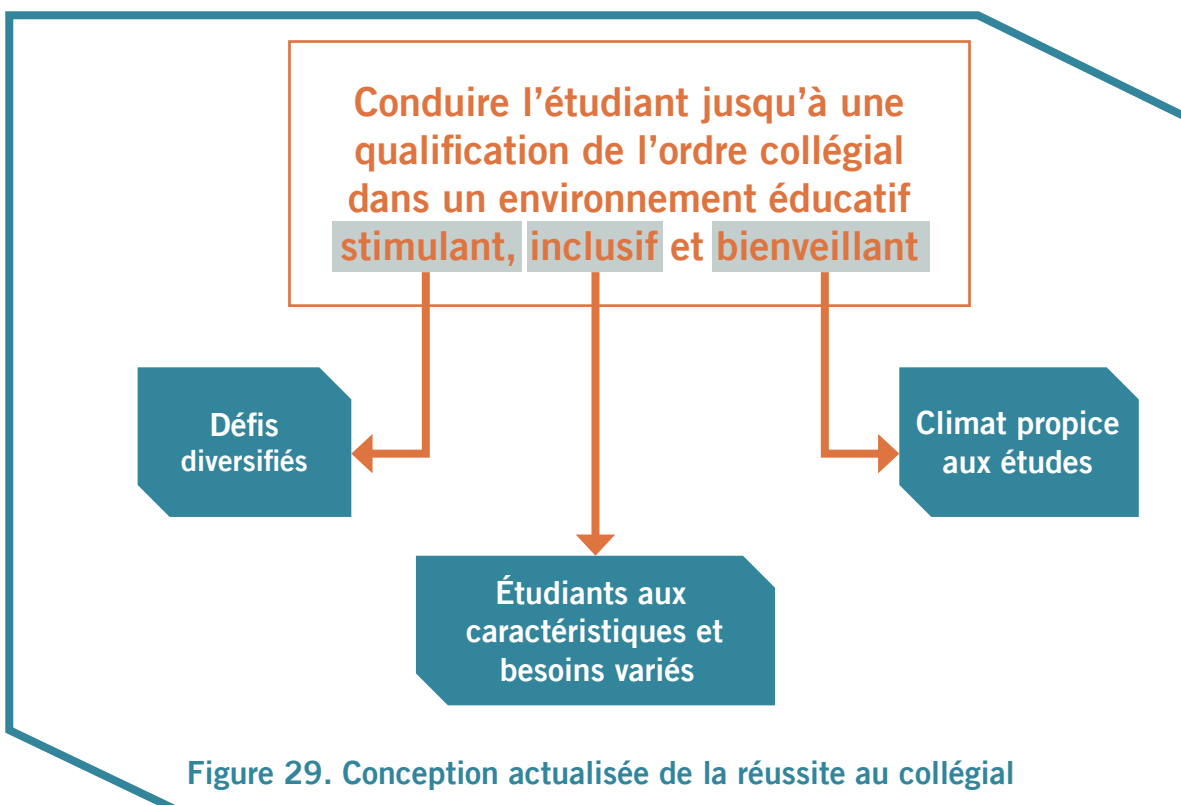 Conduire l’étudiant jusqu’à une
qualification de l’ordre collégial
dans un environnement éducatif
stimulant, inclusif et bienveillant
Défis
diversifiés
Climat propice
aux études
Étudiants aux
caractéristiques et
besoins variés
Figure 29. Conception actualisée de la réussite au collégial